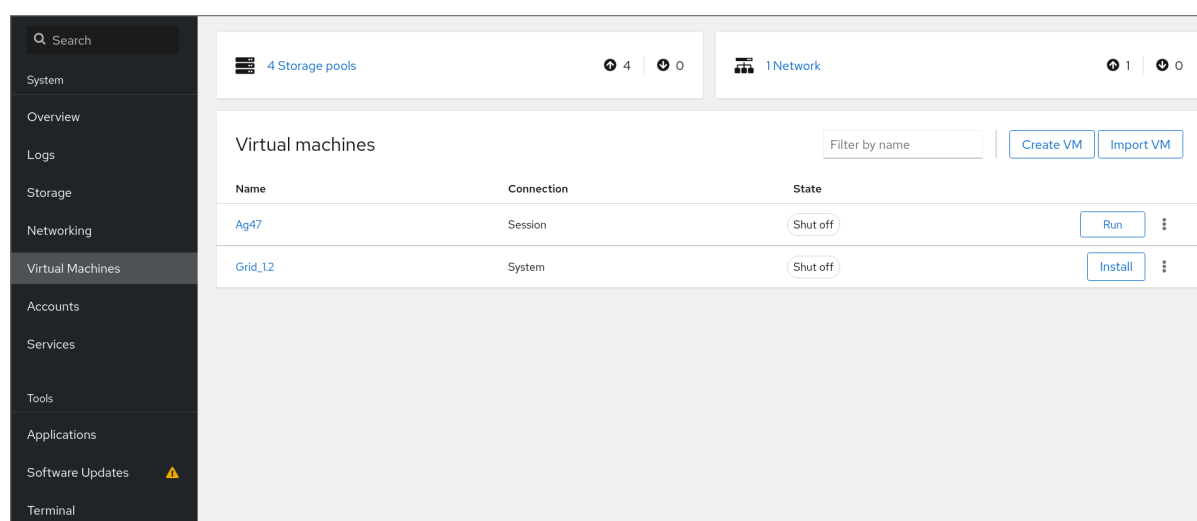 Search
System
Overview
Logs
Storage
Networking
Virtual Machines
Accounts
Services
Tools
Applications
Software Updates
Terminal
4 Storage pools 4 0
1 Network 1 0
Virtual machines Filter by name Create VM Import VM
Name Connection State
Ag47 Session Shut off Run
Grid_1.2 System Shut off Install